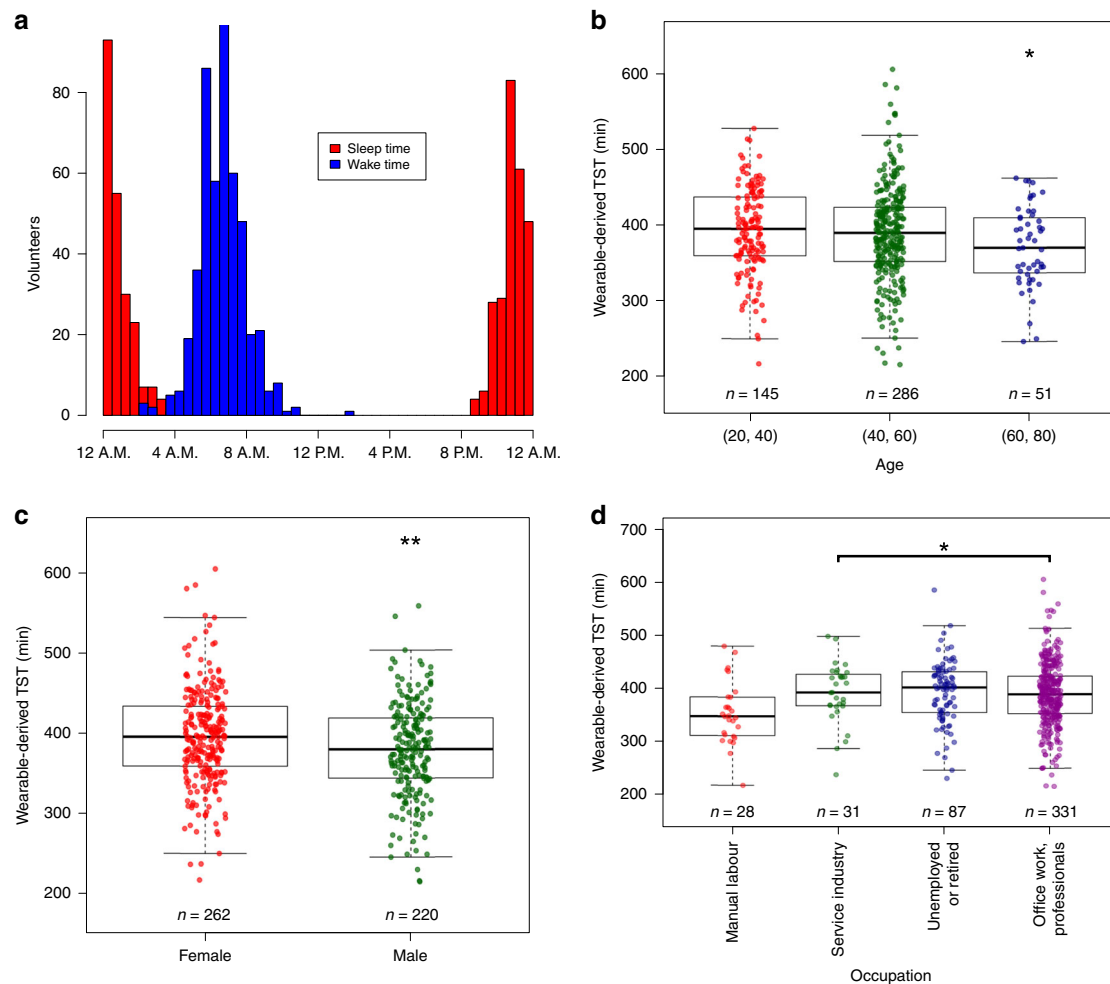 a
80
60
40
20
0
Volunteers
Sleep time
Wake time
12 A.M. 4 A.M. 8 A.M. 12 P.M. 4 P.M. 8 P.M. 12 A.M.
b
*
600
500
400
300
200
Wearable-derived TST (min)
n = 145 n = 286 n = 51
(20, 40) (40, 60) (60, 80)
Age
c
**
600
500
400
300
200
Wearable-derived TST (min)
n = 262 n = 220
Female Male
d
*
700
600
500
400
300
200
Wearable-derived TST (min)
n = 28 n = 31 n = 87 n = 331
Manual labour
Service industry
Unemployed
or retired
Office work,
professionals
Occupation